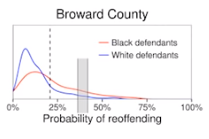 Broward County
Black defendants
White defendants
0% 25% 50% 75% 100%
Probability of reoffending